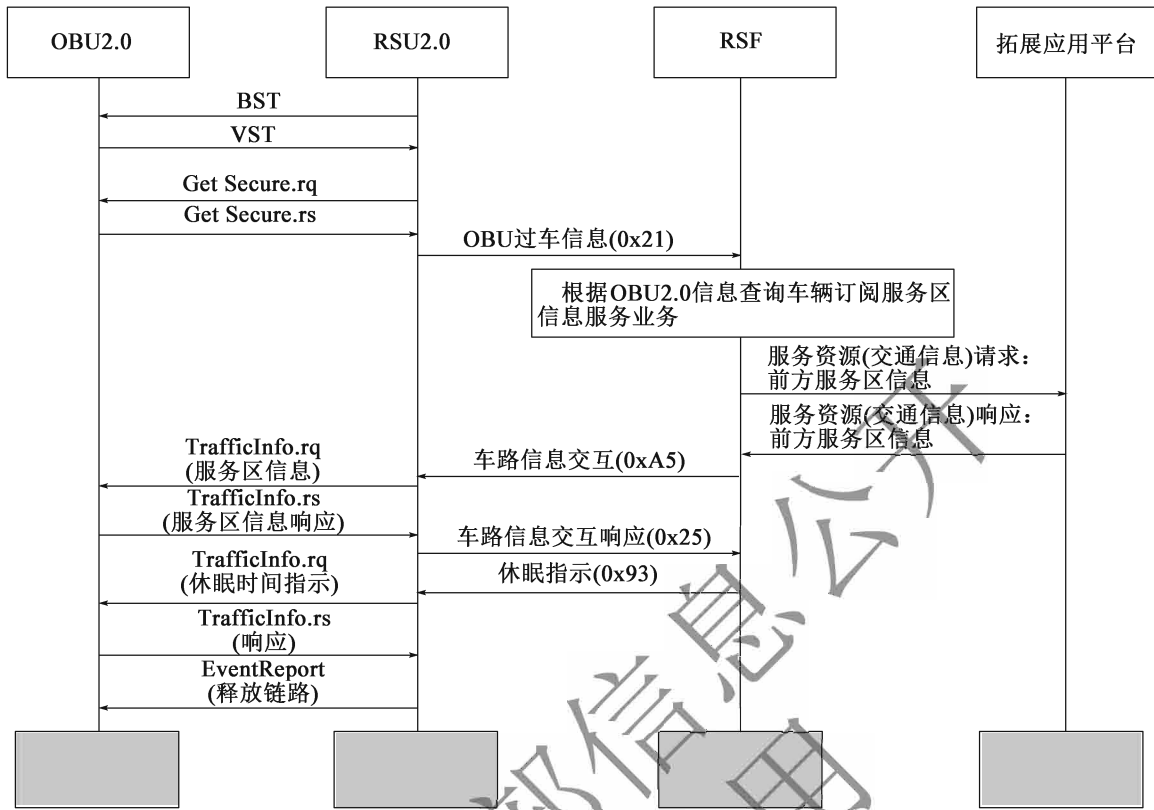 OBU2.0
RSU2.0
RSF
拓展应用平台
BST
VST
Get Secure.rq
Get Secure.rs
OBU过车信息(0x21)
根据OBU2.0信息查询车辆订阅服务区
信息服务业务
服务资源(交通信息)请求：
前方服务区信息
服务资源(交通信息)响应：
前方服务区信息
车路信息交互(0xA5)
TrafficInfo.rq
(服务区信息)
TrafficInfo.rs
(服务区信息响应)
车路信息交互响应(0x25)
休眠指示(0x93)
TrafficInfo.rq
(休眠时间指示)
TrafficInfo.rs
(响应)
EventReport
(释放链路)
部信息公开
用